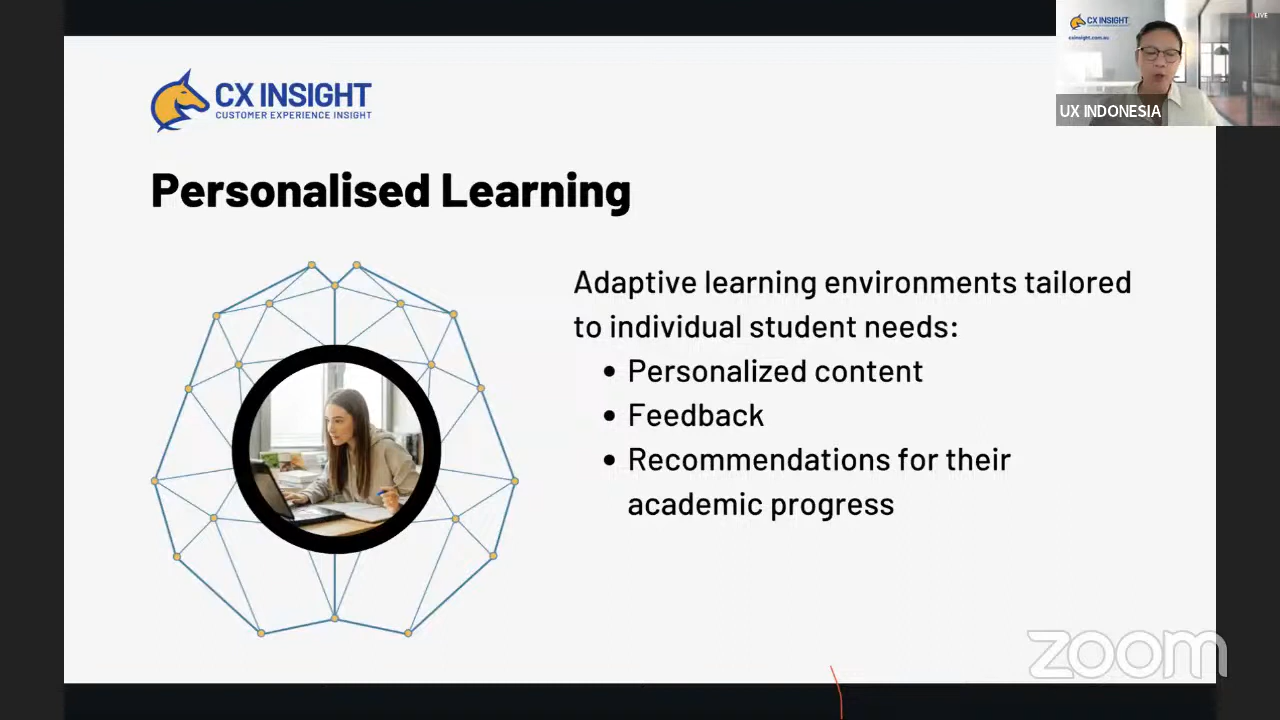 CX INSIGHT
CUSTOMER EXPERIENCE INSIGHT
CX INSIGHT
cxinsight.com.au
LIVE
UX INDONESIA
Personalised Learning
Adaptive learning environments tailored
to individual student needs:
• Personalized content
• Feedback
• Recommendations for their
academic progress
zoom